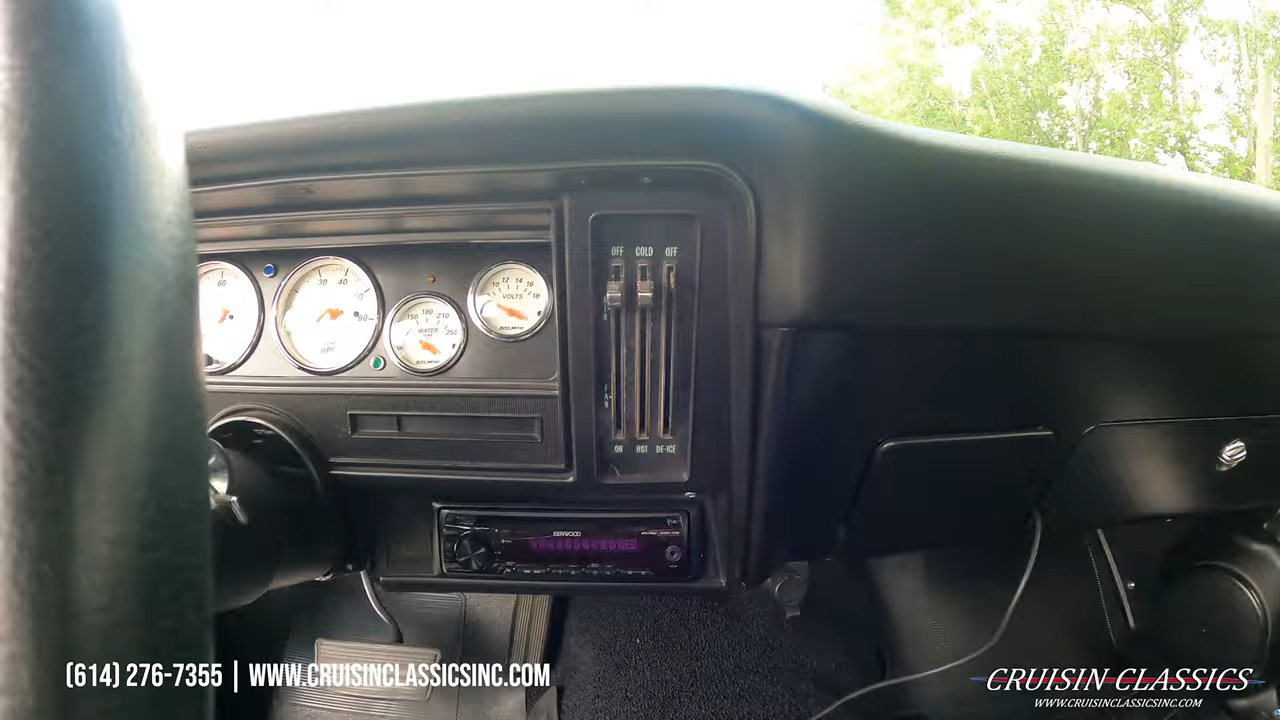 OFF COLD OFF
60
30 40
50
60
RPM
150 180 210
250
WATER
10 12 14 16
18
VOLTS
FAN
ON HOT DE-ICE
KENWOOD
(614) 276-7355 | WWW.CRUISINCLASSICSINC.COM
CRUISIN CLASSICS
WWW.CRUISINCLASSICSINC.COM